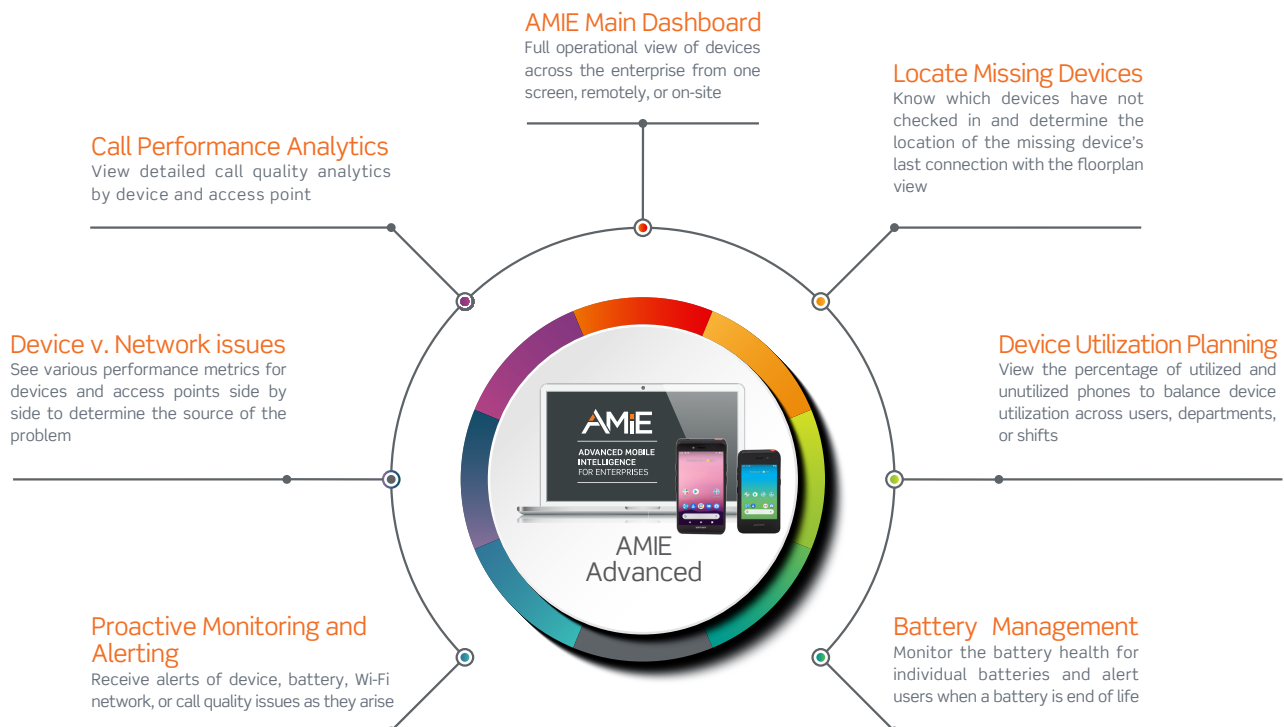 AMIE Main Dashboard
Full operational view of devices
across the enterprise from one
screen, remotely, or on-site
Locate Missing Devices
Know which devices have not
checked in and determine the
location of the missing device's
last connection with the floorplan
view
Call Performance Analytics
View detailed call quality analytics
by device and access point
Device v. Network issues
See various performance metrics for
devices and access points side by
side to determine the source of the
problem
Device Utilization Planning
View the percentage of utilized and
unutilized phones to balance device
utilization across users, departments,
or shifts
AMiE
ADVANCED MOBILE
INTELLIGENCE
FOR ENTERPRISES
AMIE
Advanced
Proactive Monitoring and
Alerting
Receive alerts of device, battery, Wi-Fi
network, or call quality issues as they arise
Battery Management
Monitor the battery health for
individual batteries and alert
users when a battery is end of life